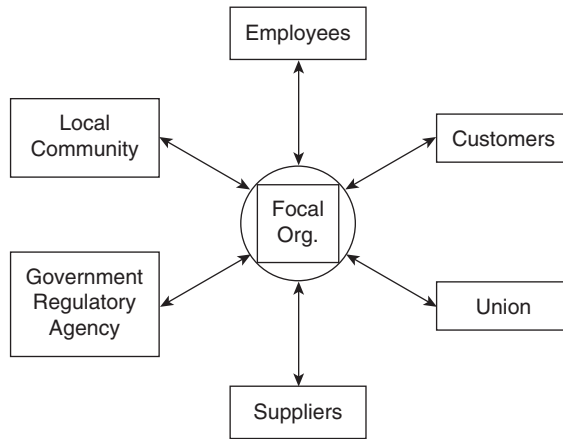 Employees
Local
Community
Customers
Focal
Org.
Government
Regulatory
Agency
Union
Suppliers